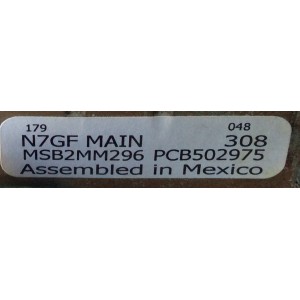 179 048
N7GF MAIN 308
MSB2MM296 PCB502975
Assembled in Mexico